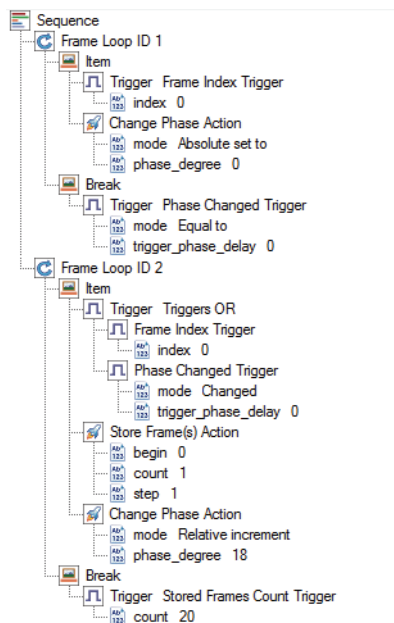 Sequence
Frame Loop ID 1
Item
Trigger Frame Index Trigger
index 0
Change Phase Action
mode Absolute set to
phase_degree 0
Break
Trigger Phase Changed Trigger
mode Equal to
trigger_phase_delay 0
Frame Loop ID 2
Item
Trigger Triggers OR
Frame Index Trigger
index 0
Phase Changed Trigger
mode Changed
trigger_phase_delay 0
Store Frame(s) Action
begin 0
count 1
step 1
Change Phase Action
mode Relative increment
phase_degree 18
Break
Trigger Stored Frames Count Trigger
count 20